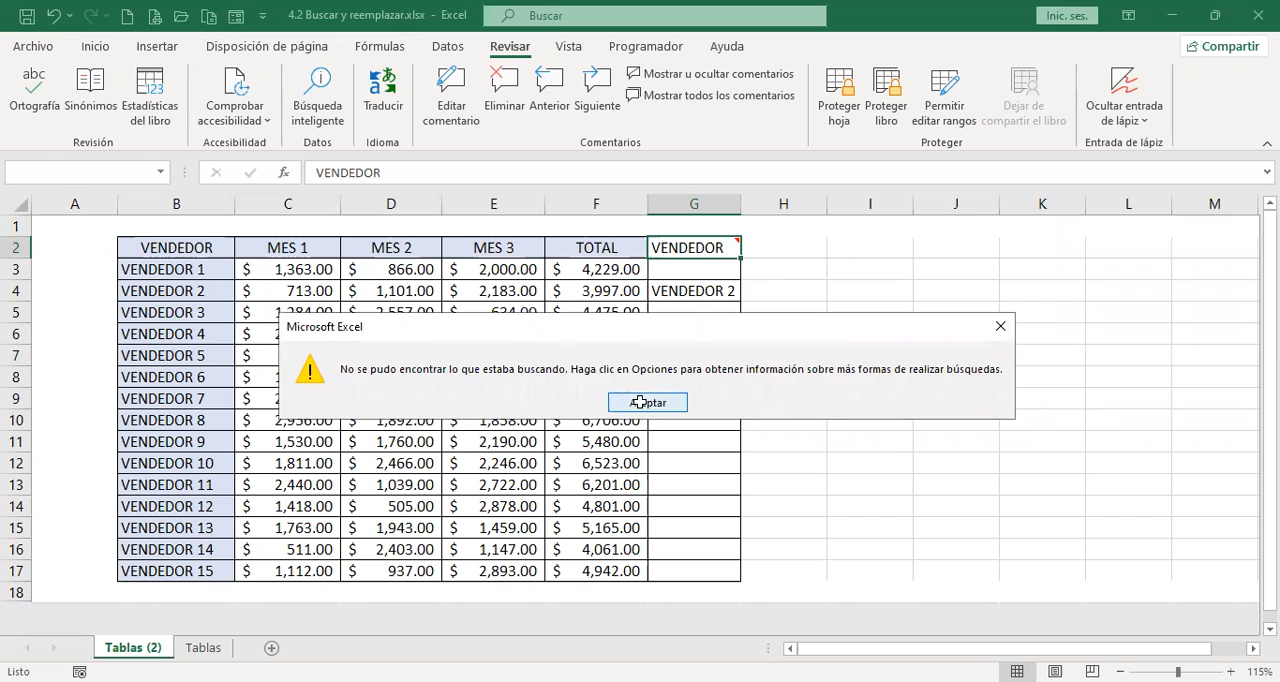 4.2 Buscar y reemplazar.xlsx - Excel
Buscar
Inic. ses.
Archivo Inicio Insertar Disposición de página Fórmulas Datos Revisar Vista Programador Ayuda
Compartir
Ortografía Sinónimos Estadísticas del libro
Comprobar accesibilidad
Búsqueda inteligente
Traducir
Editar comentario
Eliminar Anterior Siguiente
Mostrar u ocultar comentarios
Mostrar todos los comentarios
Proteger hoja
Proteger libro
Permitir editar rangos
Dejar de compartir el libro
Ocultar entrada de lápiz
Revisión Accesibilidad Datos Idioma Comentarios Proteger Entrada de lápiz
fx VENDEDOR
A B C D E F G H I J K L M
1
2 VENDEDOR MES 1 MES 2 MES 3 TOTAL VENDEDOR
3 VENDEDOR 1 $ 1,363.00 $ 866.00 $ 2,000.00 $ 4,229.00
4 VENDEDOR 2 $ 713.00 $ 1,101.00 $ 2,183.00 $ 3,997.00 VENDEDOR 2
5 VENDEDOR 3
6 VENDEDOR 4
7 VENDEDOR 5 $
8 VENDEDOR 6
9 VENDEDOR 7
10 VENDEDOR 8 $ 2,956.00 $ 1,892.00 $ 1,858.00 $ 6,706.00
11 VENDEDOR 9 $ 1,530.00 $ 1,760.00 $ 2,190.00 $ 5,480.00
12 VENDEDOR 10 $ 1,811.00 $ 2,466.00 $ 2,246.00 $ 6,523.00
13 VENDEDOR 11 $ 2,440.00 $ 1,039.00 $ 2,722.00 $ 6,201.00
14 VENDEDOR 12 $ 1,418.00 $ 505.00 $ 2,878.00 $ 4,801.00
15 VENDEDOR 13 $ 1,763.00 $ 1,943.00 $ 1,459.00 $ 5,165.00
16 VENDEDOR 14 $ 511.00 $ 2,403.00 $ 1,147.00 $ 4,061.00
17 VENDEDOR 15 $ 1,112.00 $ 937.00 $ 2,893.00 $ 4,942.00
18
Microsoft Excel
No se pudo encontrar lo que estaba buscando. Haga clic en Opciones para obtener información sobre más formas de realizar búsquedas.
Aceptar
Tablas (2) Tablas
Listo
115%